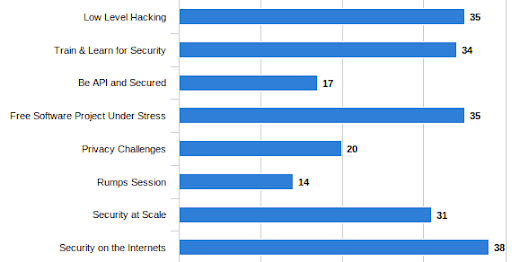 Low Level Hacking 35
Train & Learn for Security 34
Be API and Secured 17
Free Software Project Under Stress 35
Privacy Challenges 20
Rumps Session 14
Security at Scale 31
Security on the Internets 38